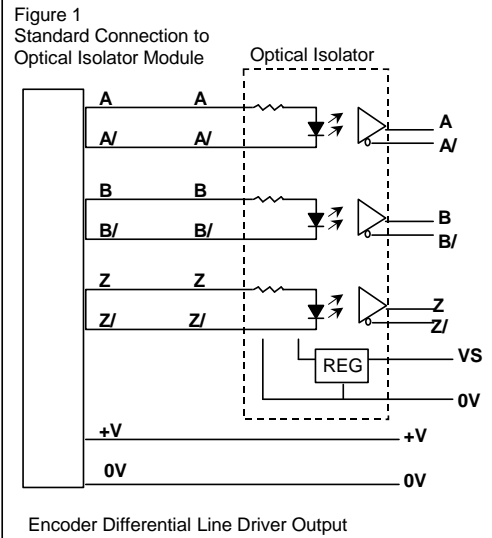 Figure 1
Standard Connection to
Optical Isolator Module
Optical Isolator
A A A
A/ A/ A/
B B B
B/ B/ B/
Z Z Z
Z/ Z/ Z/
REG VS
0V
+V +V
0V 0V
Encoder Differential Line Driver Output